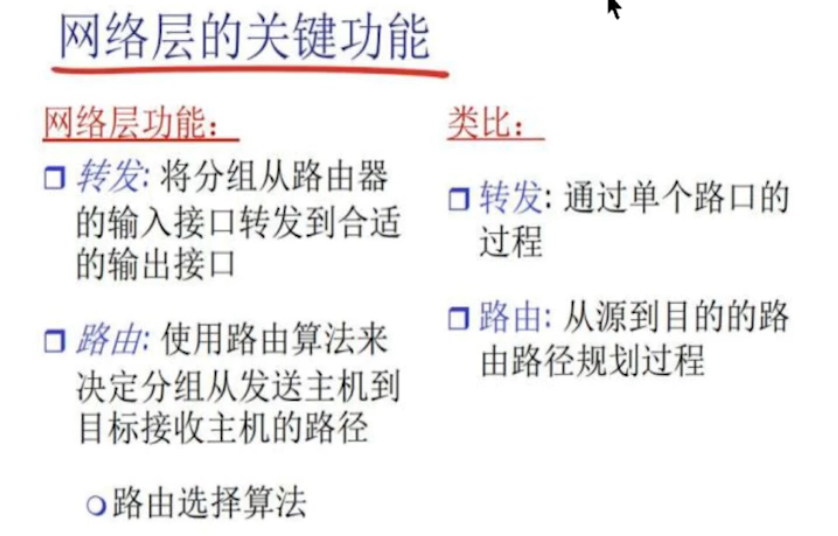 网络层的关键功能
网络层功能：
转发: 将分组从路由器
的输入接口转发到合适
的输出接口
路由: 使用路由算法来
决定分组从发送主机到
目标接收主机的路径
路由选择算法
类比：
转发: 通过单个路口的
过程
路由: 从源到目的的路
由路径规划过程